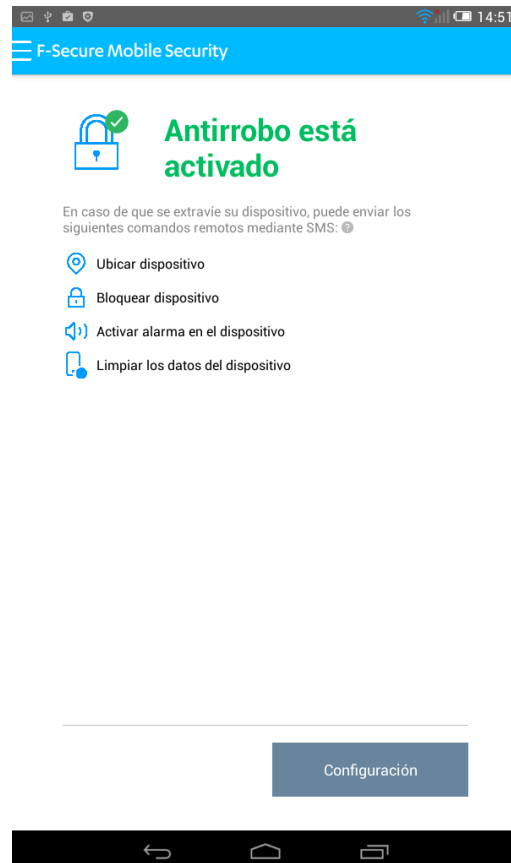 14:51
F-Secure Mobile Security
Antirrobo está
activado
En caso de que se extravíe su dispositivo, puede enviar los
siguientes comandos remotos mediante SMS: ?
Ubicar dispositivo
Bloquear dispositivo
Activar alarma en el dispositivo
Limpiar los datos del dispositivo
Configuración